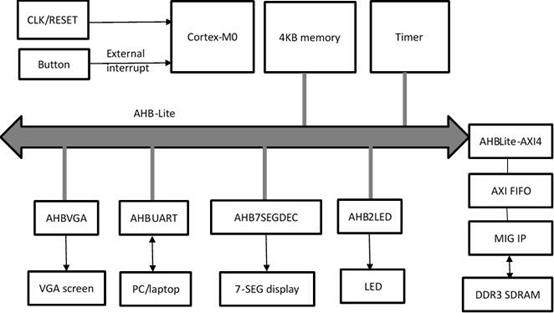 CLK/RESET
Button
External
interrupt
Cortex-M0
4KB memory
Timer
AHB-Lite
AHBLite-AXI4
AXI FIFO
MIG IP
DDR3 SDRAM
AHBVGA
AHBUART
AHB7SEGDEC
AHB2LED
VGA screen
PC/laptop
7-SEG display
LED